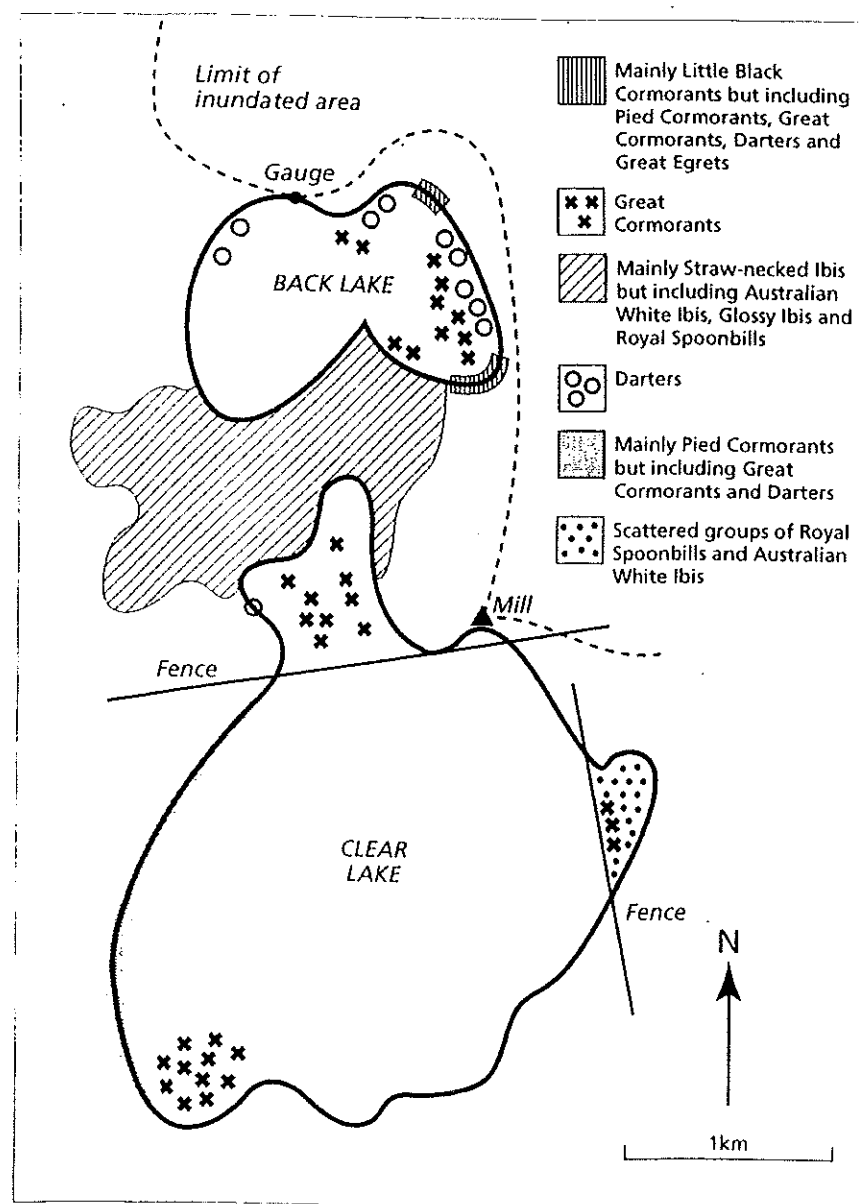 Limit of
inundated area
Gauge
BACK LAKE
Mill
Fence
CLEAR
LAKE
Fence
N
1km
Mainly Little Black
Cormorants but including
Pied Cormorants, Great
Cormorants, Darters and
Great Egrets
Great
Cormorants
Mainly Straw-necked Ibis
but including Australian
White Ibis, Glossy Ibis and
Royal Spoonbills
Darters
Mainly Pied Cormorants
but including Great
Cormorants and Darters
Scattered groups of Royal
Spoonbills and Australian
White Ibis